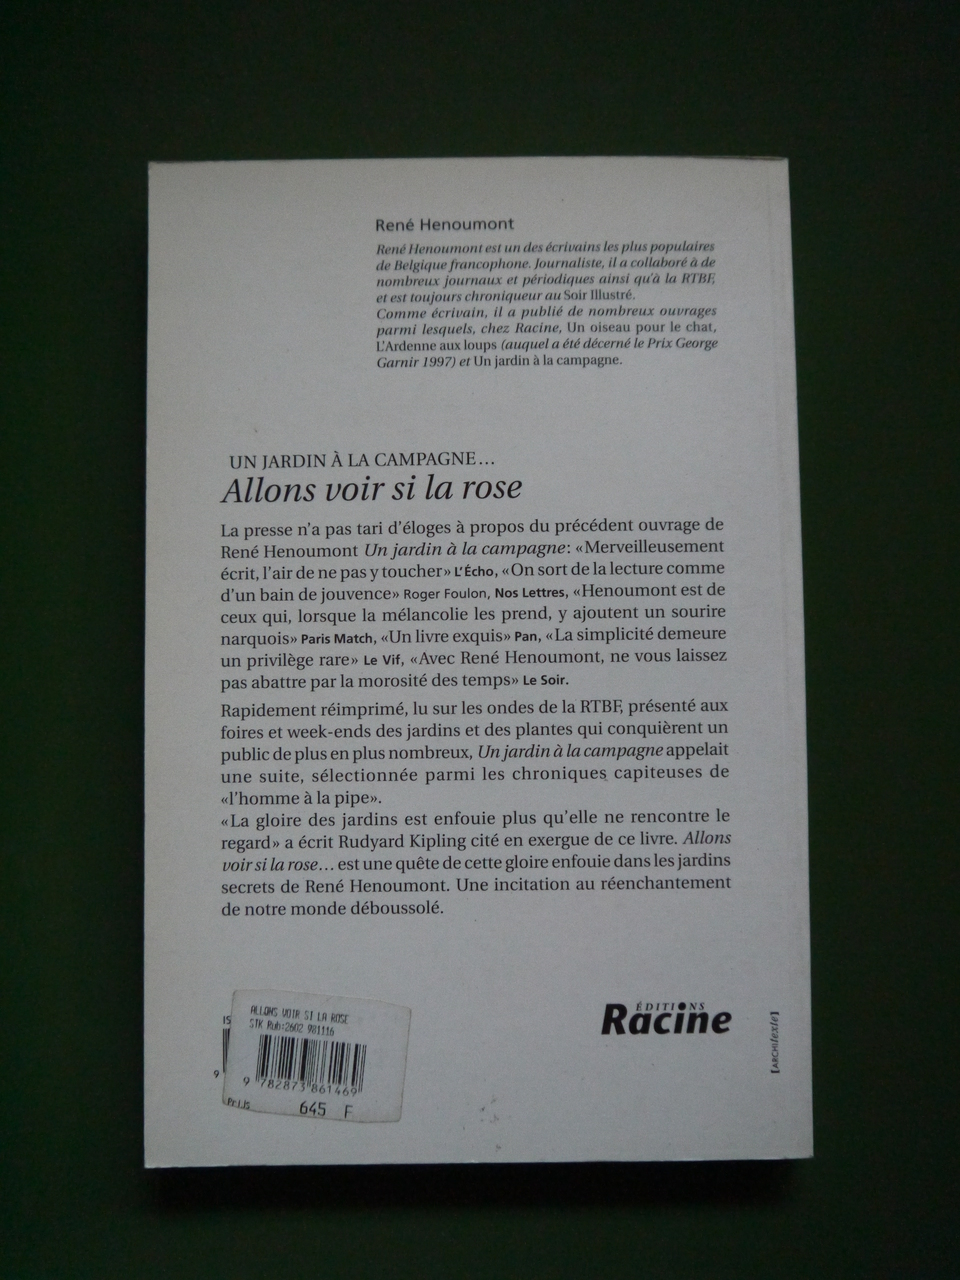 René Henoumont
René Henoumont est un des écrivains les plus populaires
de Belgique francophone. Journaliste, il a collaboré à de
nombreux journaux et périodiques ainsi qu'à la RTBF,
et est toujours chroniqueur au Soir Illustré.
Comme écrivain, il a publié de nombreux ouvrages
parmi lesquels, chez Racine, Un oiseau pour le chat,
L'Ardenne aux loups (auquel a été décerné le Prix George
Garnir 1997) et Un jardin à la campagne.
UN JARDIN À LA CAMPAGNE...
Allons voir si la rose
La presse n'a pas tari d'éloges à propos du précédent ouvrage de
René Henoumont Un jardin à la campagne: «Merveilleusement
écrit, l'air de ne pas y toucher» L'Écho, «On sort de la lecture comme
d'un bain de jouvence» Roger Foulon, Nos Lettres, «Henoumont est de
ceux qui, lorsque la mélancolie les prend, y ajoutent un sourire
narquois» Paris Match, «Un livre exquis» Pan, «La simplicité demeure
un privilège rare» Le Vif, «Avec René Henoumont, ne vous laissez
pas abattre par la morosité des temps» Le Soir.
Rapidement réimprimé, lu sur les ondes de la RTBF, présenté aux
foires et week-ends des jardins et des plantes qui conquièrent un
public de plus en plus nombreux, Un jardin à la campagne appelait
une suite, sélectionnée parmi les chroniques capiteuses de
«l'homme à la pipe».
«La gloire des jardins est enfouie plus qu'elle ne rencontre le
regard» a écrit Rudyard Kipling cité en exergue de ce livre. Allons
voir si la rose... est une quête de cette gloire enfouie dans les jardins
secrets de René Henoumont. Une incitation au réenchantement
de notre monde déboussolé.
ÉDITIONS
Racine
[ARCHItexte]
IS
9
ALLONS VOIR SI LA ROSE
STK Rub:2602 981116
9 782873 861469
645 F